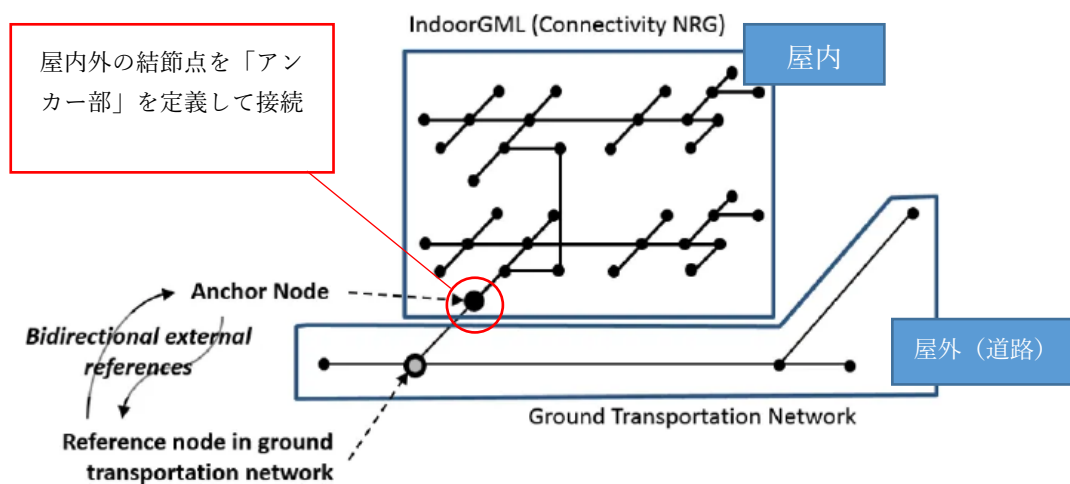 IndoorGML (Connectivity NRG)
屋内
屋内外の結節点を「アン
カー部」を定義して接続
Anchor Node
Bidirectional external
references
屋外（道路）
Ground Transportation Network
Reference node in ground
transportation network